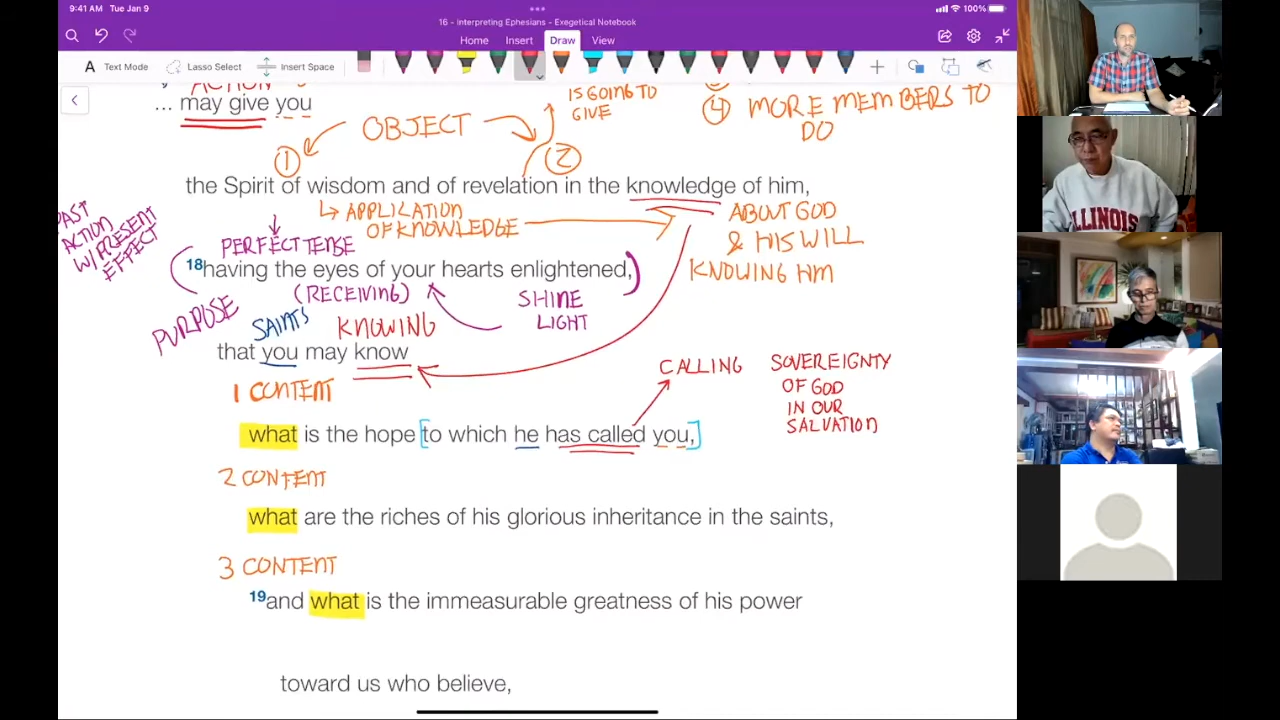 9:41 AM Tue Jan 9
100%
16 - interpreting Ephesians - Exegetical Notebook
Home Insert Draw View
A Text Mode Lasso Select Insert Space
ACTION
... may give you
IS GOING TO
GIVE
OBJECT
4 MORE MEMBERS TO
DO
1
2
the Spirit of wisdom and of revelation in the knowledge of him,
APPLICATION
OF KNOWLEDGE
ABOUT GOD
& HIS WILL
KNOWING HIM
PAST
ACTION
W/PRESENT
EFFECT
PERFECT TENSE
18having the eyes of your hearts enlightened,
(RECEIVING)
SHINE
LIGHT
PURPOSE
SAINTS
KNOWING
that you may know
CALLING
SOVEREIGNTY
OF GOD
IN OUR
SALVATION
1 CONTENT
what is the hope [to which he has called you,]
2 CONTENT
what are the riches of his glorious inheritance in the saints,
3 CONTENT
19and what is the immeasurable greatness of his power
toward us who believe,
ILLINOIS